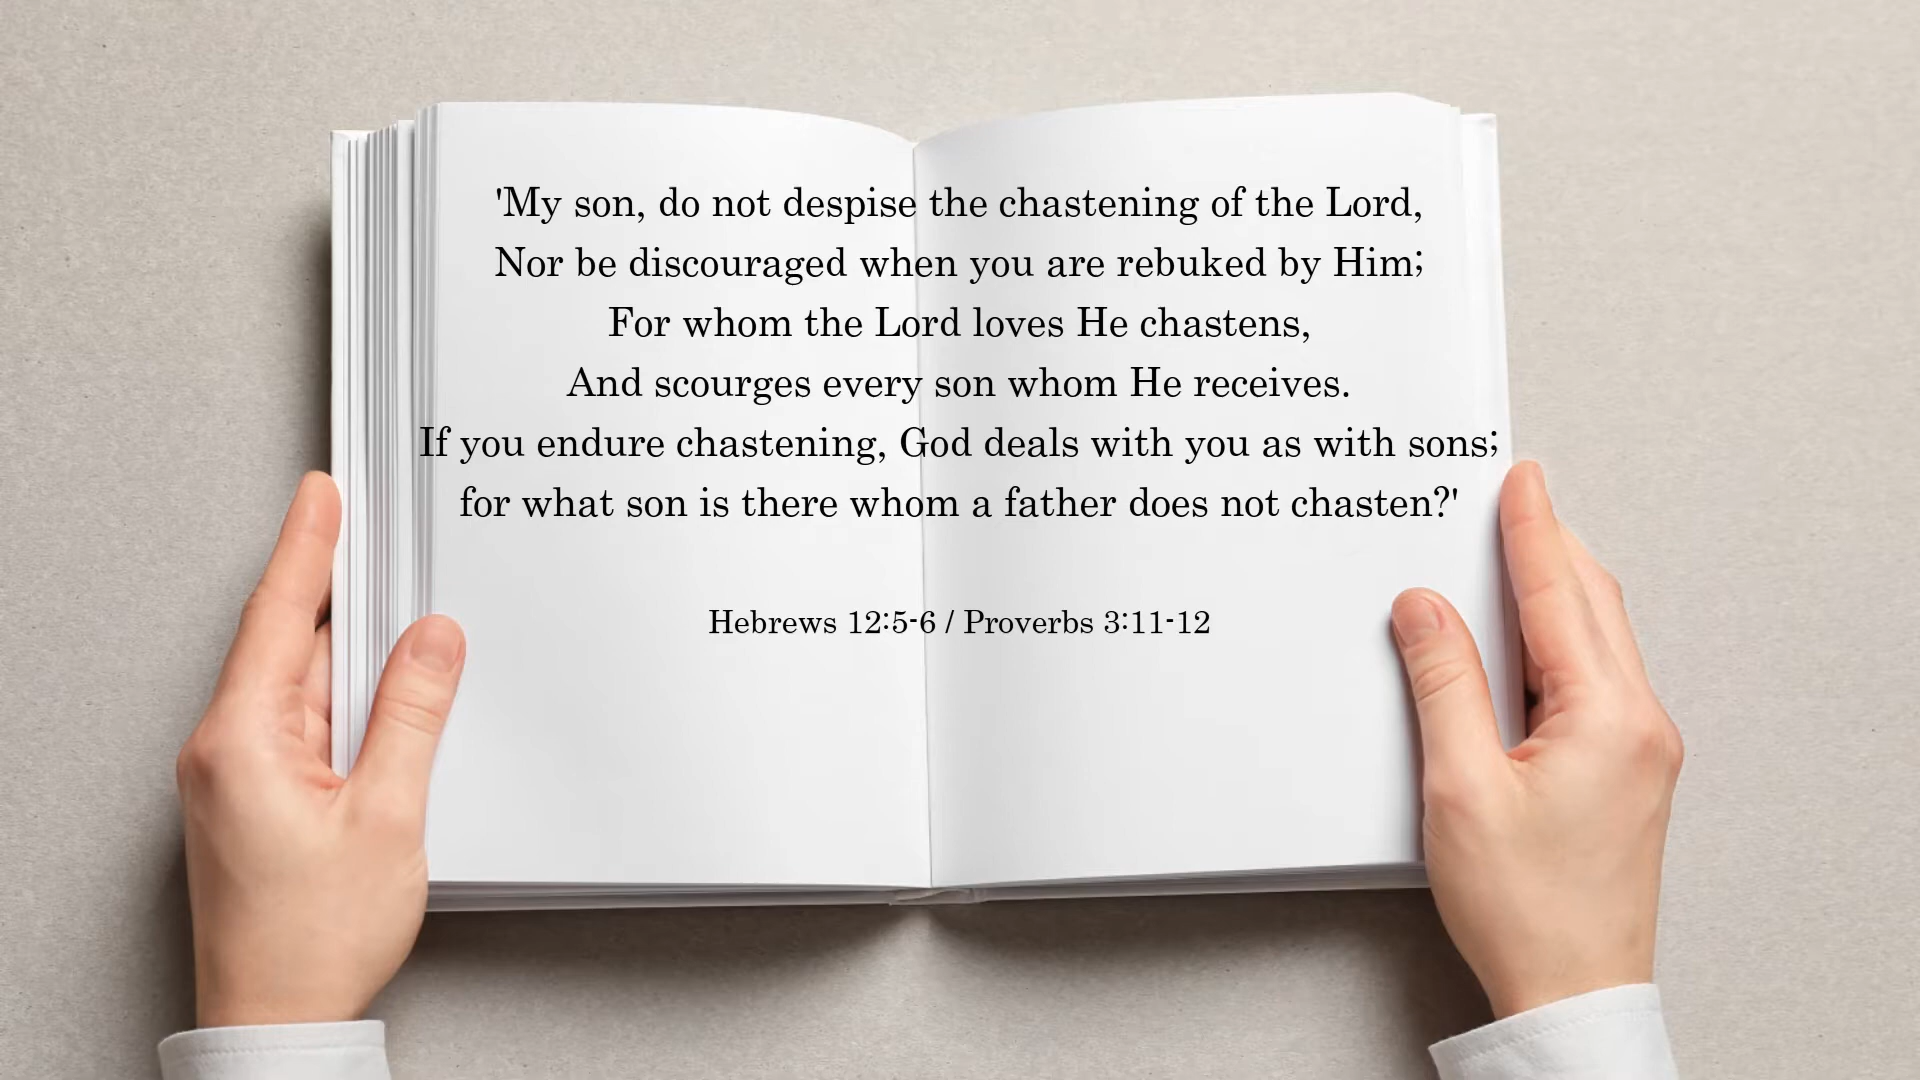 'My son, do not despise the chastening of the Lord,
Nor be discouraged when you are rebuked by Him;
For whom the Lord loves He chastens,
And scourges every son whom He receives.
If you endure chastening, God deals with you as with sons;
for what son is there whom a father does not chasten?'
Hebrews 12:5-6 / Proverbs 3:11-12